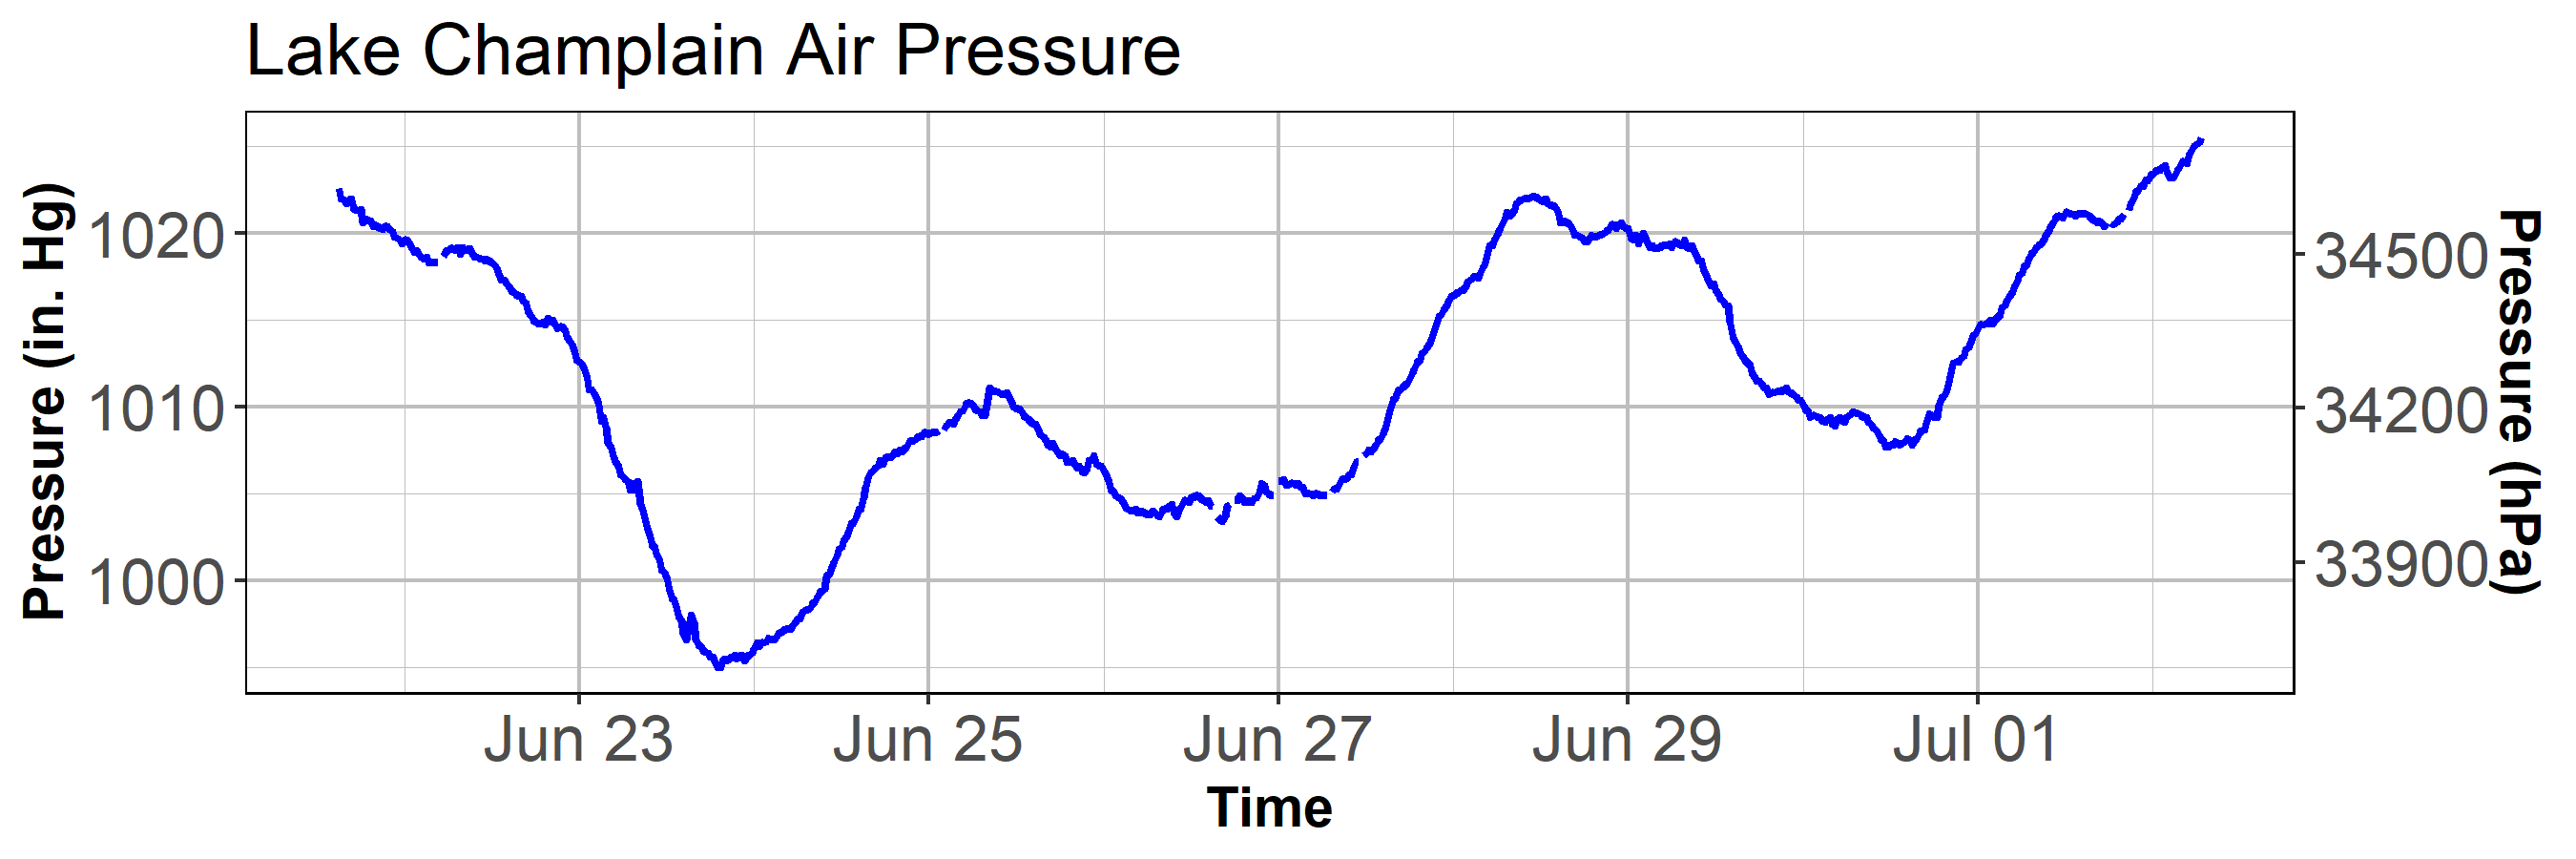 Lake Champlain Air Pressure
Pressure (in. Hg)
1020
1010
1000
34500
34200
33900
Pressure (hPa)
Jun 23
Jun 25
Jun 27
Jun 29
Jul 01
Time